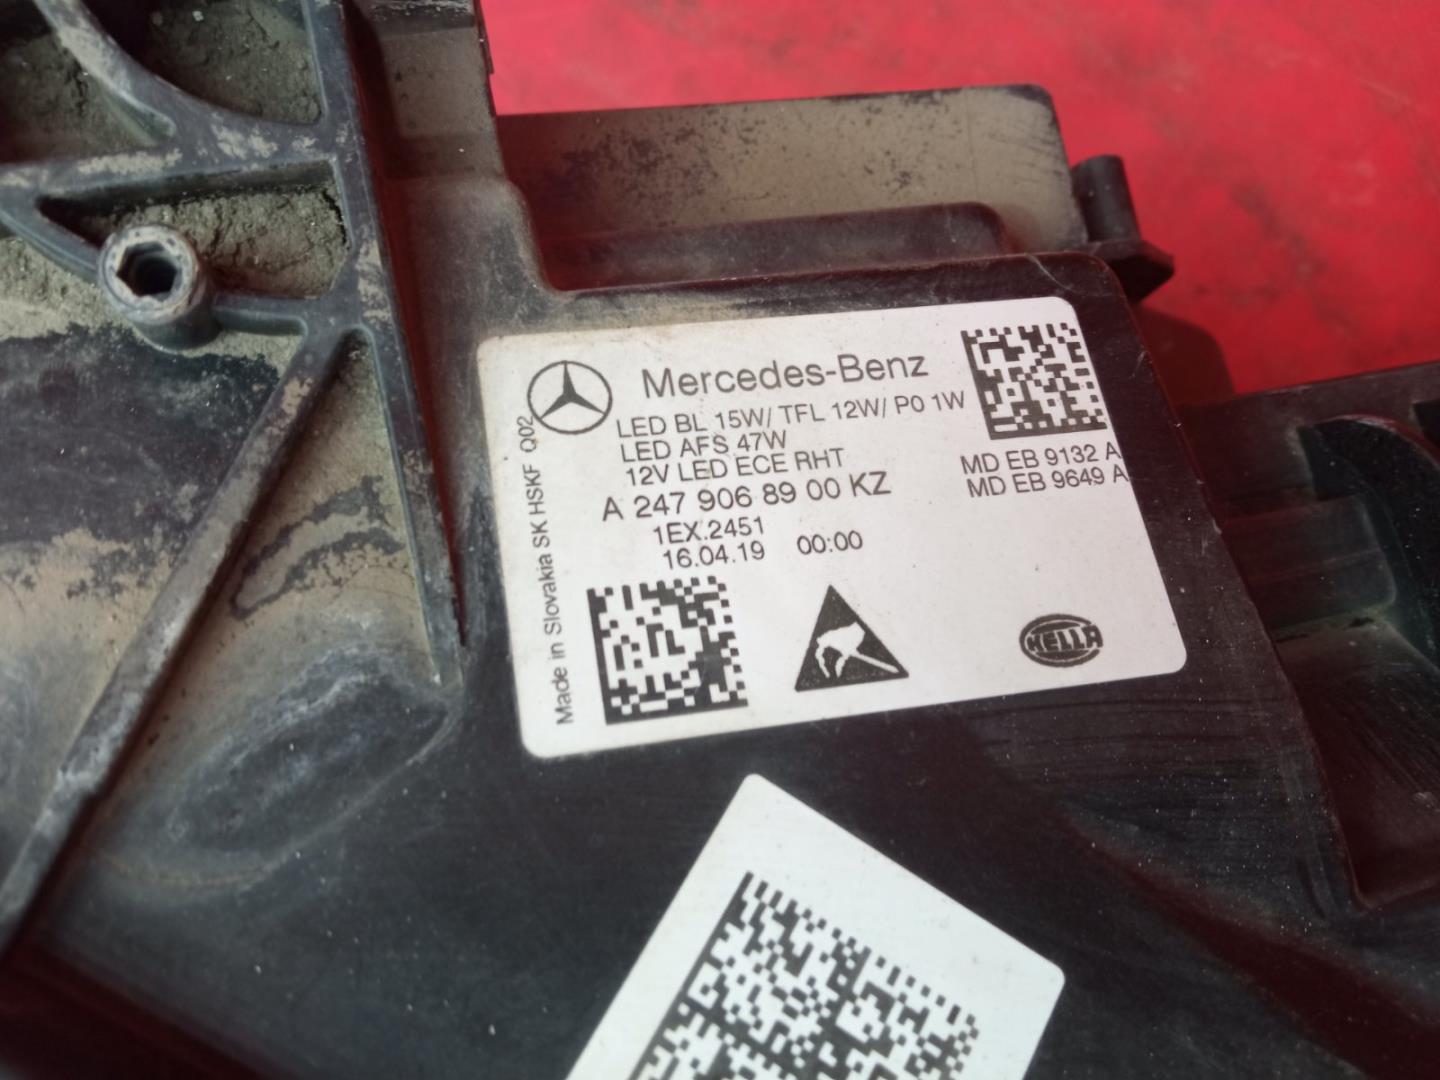 Mercedes-Benz
LED BL 15W/ TFL 12W/ PO 1W
LED AFS 47W
12V LED ECE RHT
A 247 906 89 00 KZ
1EX.2451
16.04.19 00:00
MD EB 9132 A
MD EB 9649 A
Made in Slovakia SK HSKF Q02
HELLA